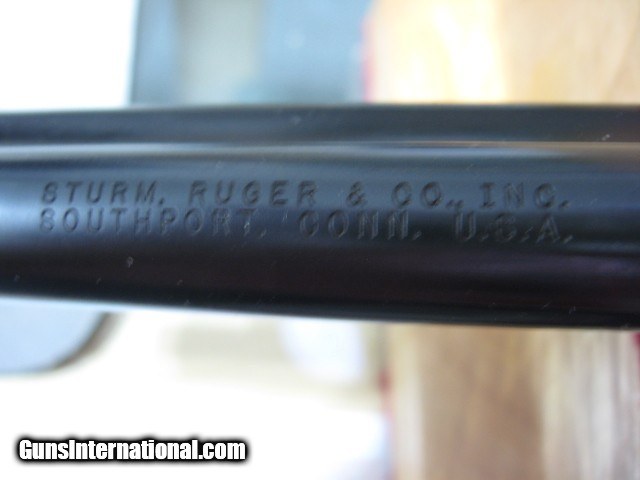 STURM, RUGER & CO., INC.
SOUTHPORT, CONN. U.S.A.
GunsInternational.com